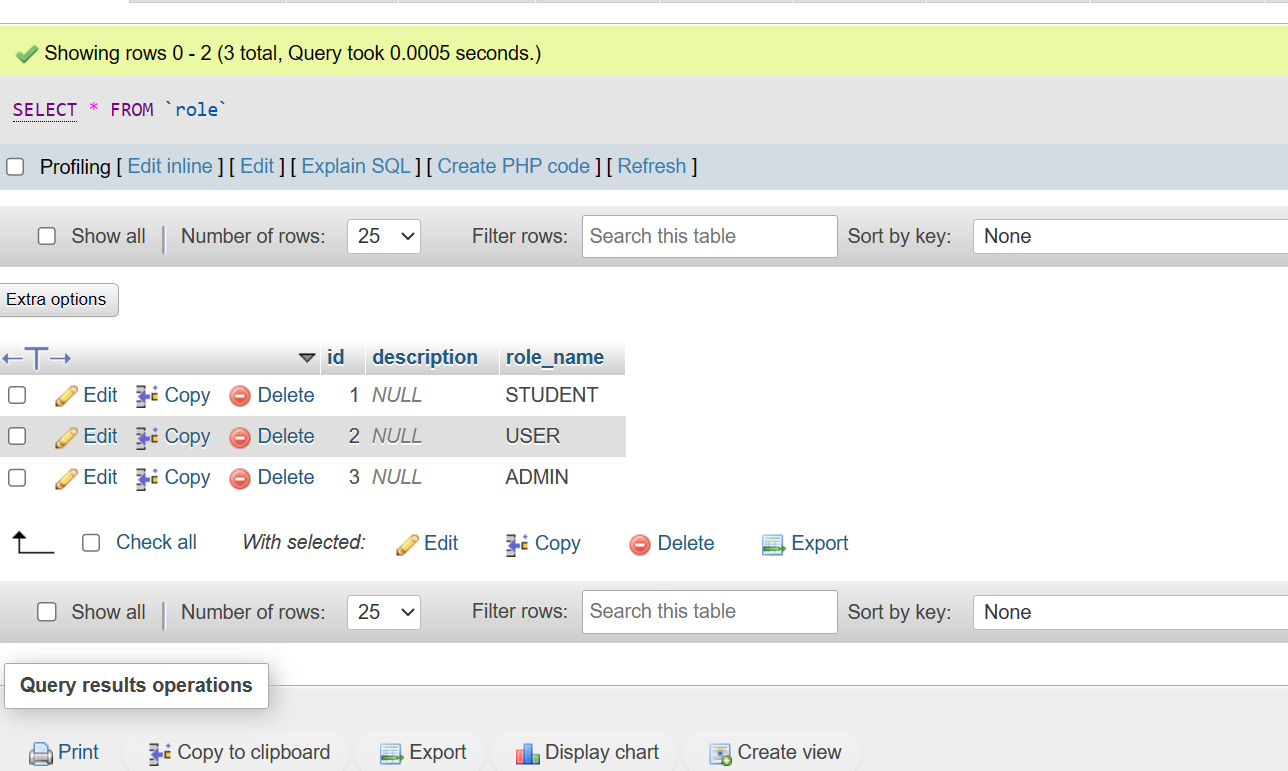 Showing rows 0 - 2 (3 total, Query took 0.0005 seconds.)
SELECT * FROM `role`
Profiling [ Edit inline ] [ Edit ] [ Explain SQL ] [ Create PHP code ] [ Refresh ]
Show all | Number of rows: 25 Filter rows: Search this table Sort by key: None
Extra options
←T→ id description role_name
Edit Copy Delete 1 NULL STUDENT
Edit Copy Delete 2 NULL USER
Edit Copy Delete 3 NULL ADMIN
Check all With selected: Edit Copy Delete Export
Show all | Number of rows: 25 Filter rows: Search this table Sort by key: None
Query results operations
Print Copy to clipboard Export Display chart Create view